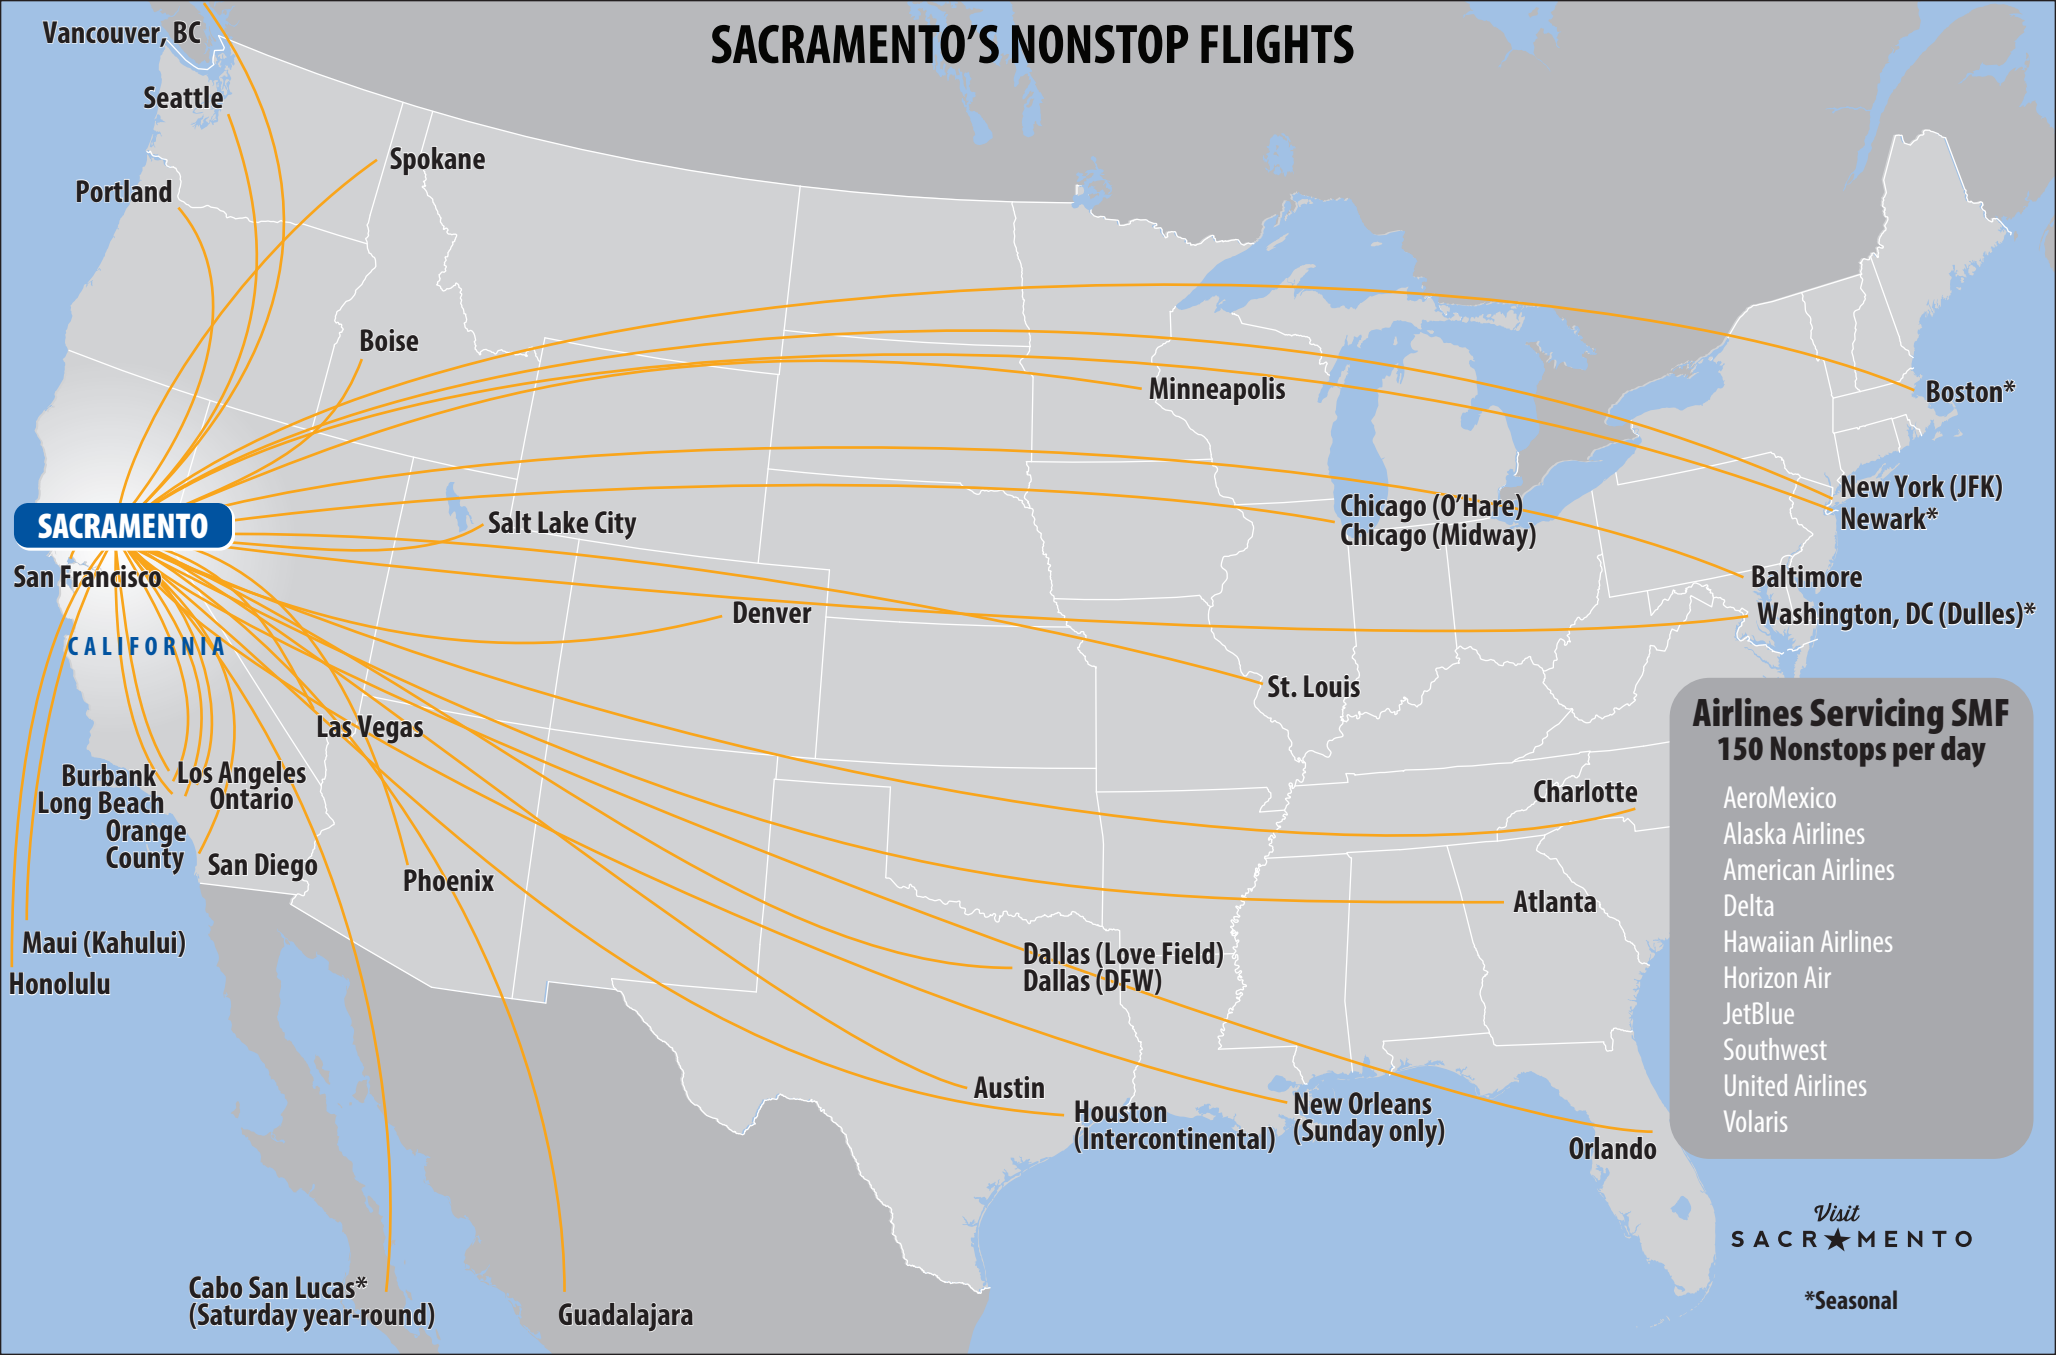 SACRAMENTO'S NONSTOP FLIGHTS
Vancouver, BC
Seattle
Spokane
Portland
Boise
Minneapolis
Boston*
New York (JFK)
Newark*
SACRAMENTO
Salt Lake City
Chicago (O'Hare)
Chicago (Midway)
San Francisco
Baltimore
Denver
Washington, DC (Dulles)*
CALIFORNIA
St. Louis
Las Vegas
Burbank
Los Angeles
Long Beach
Ontario
Orange
County
San Diego
Phoenix
Charlotte
Atlanta
Maui (Kahului)
Honolulu
Dallas (Love Field)
Dallas (DFW)
Austin
Houston
(Intercontinental)
New Orleans
(Sunday only)
Orlando
Cabo San Lucas*
(Saturday year-round)
Guadalajara
Airlines Servicing SMF
150 Nonstops per day
AeroMexico
Alaska Airlines
American Airlines
Delta
Hawaiian Airlines
Horizon Air
JetBlue
Southwest
United Airlines
Volaris
Visit
SACR★MENTO
*Seasonal